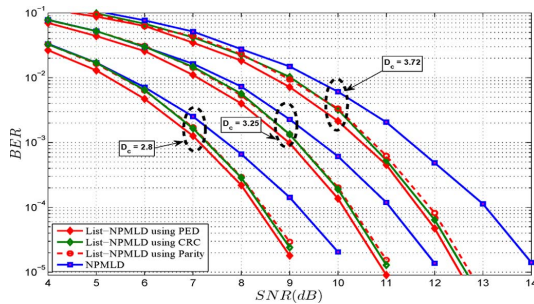 10^-1
10^-2
10^-3
10^-4
10^-5
BER
D_c = 3.72
D_c = 3.25
D_c = 2.8
List-NPMLD using PED
List-NPMLD using CRC
List-NPMLD using Parity
NPMLD
4 5 6 7 8 9 10 11 12 13 14
SNR(dB)